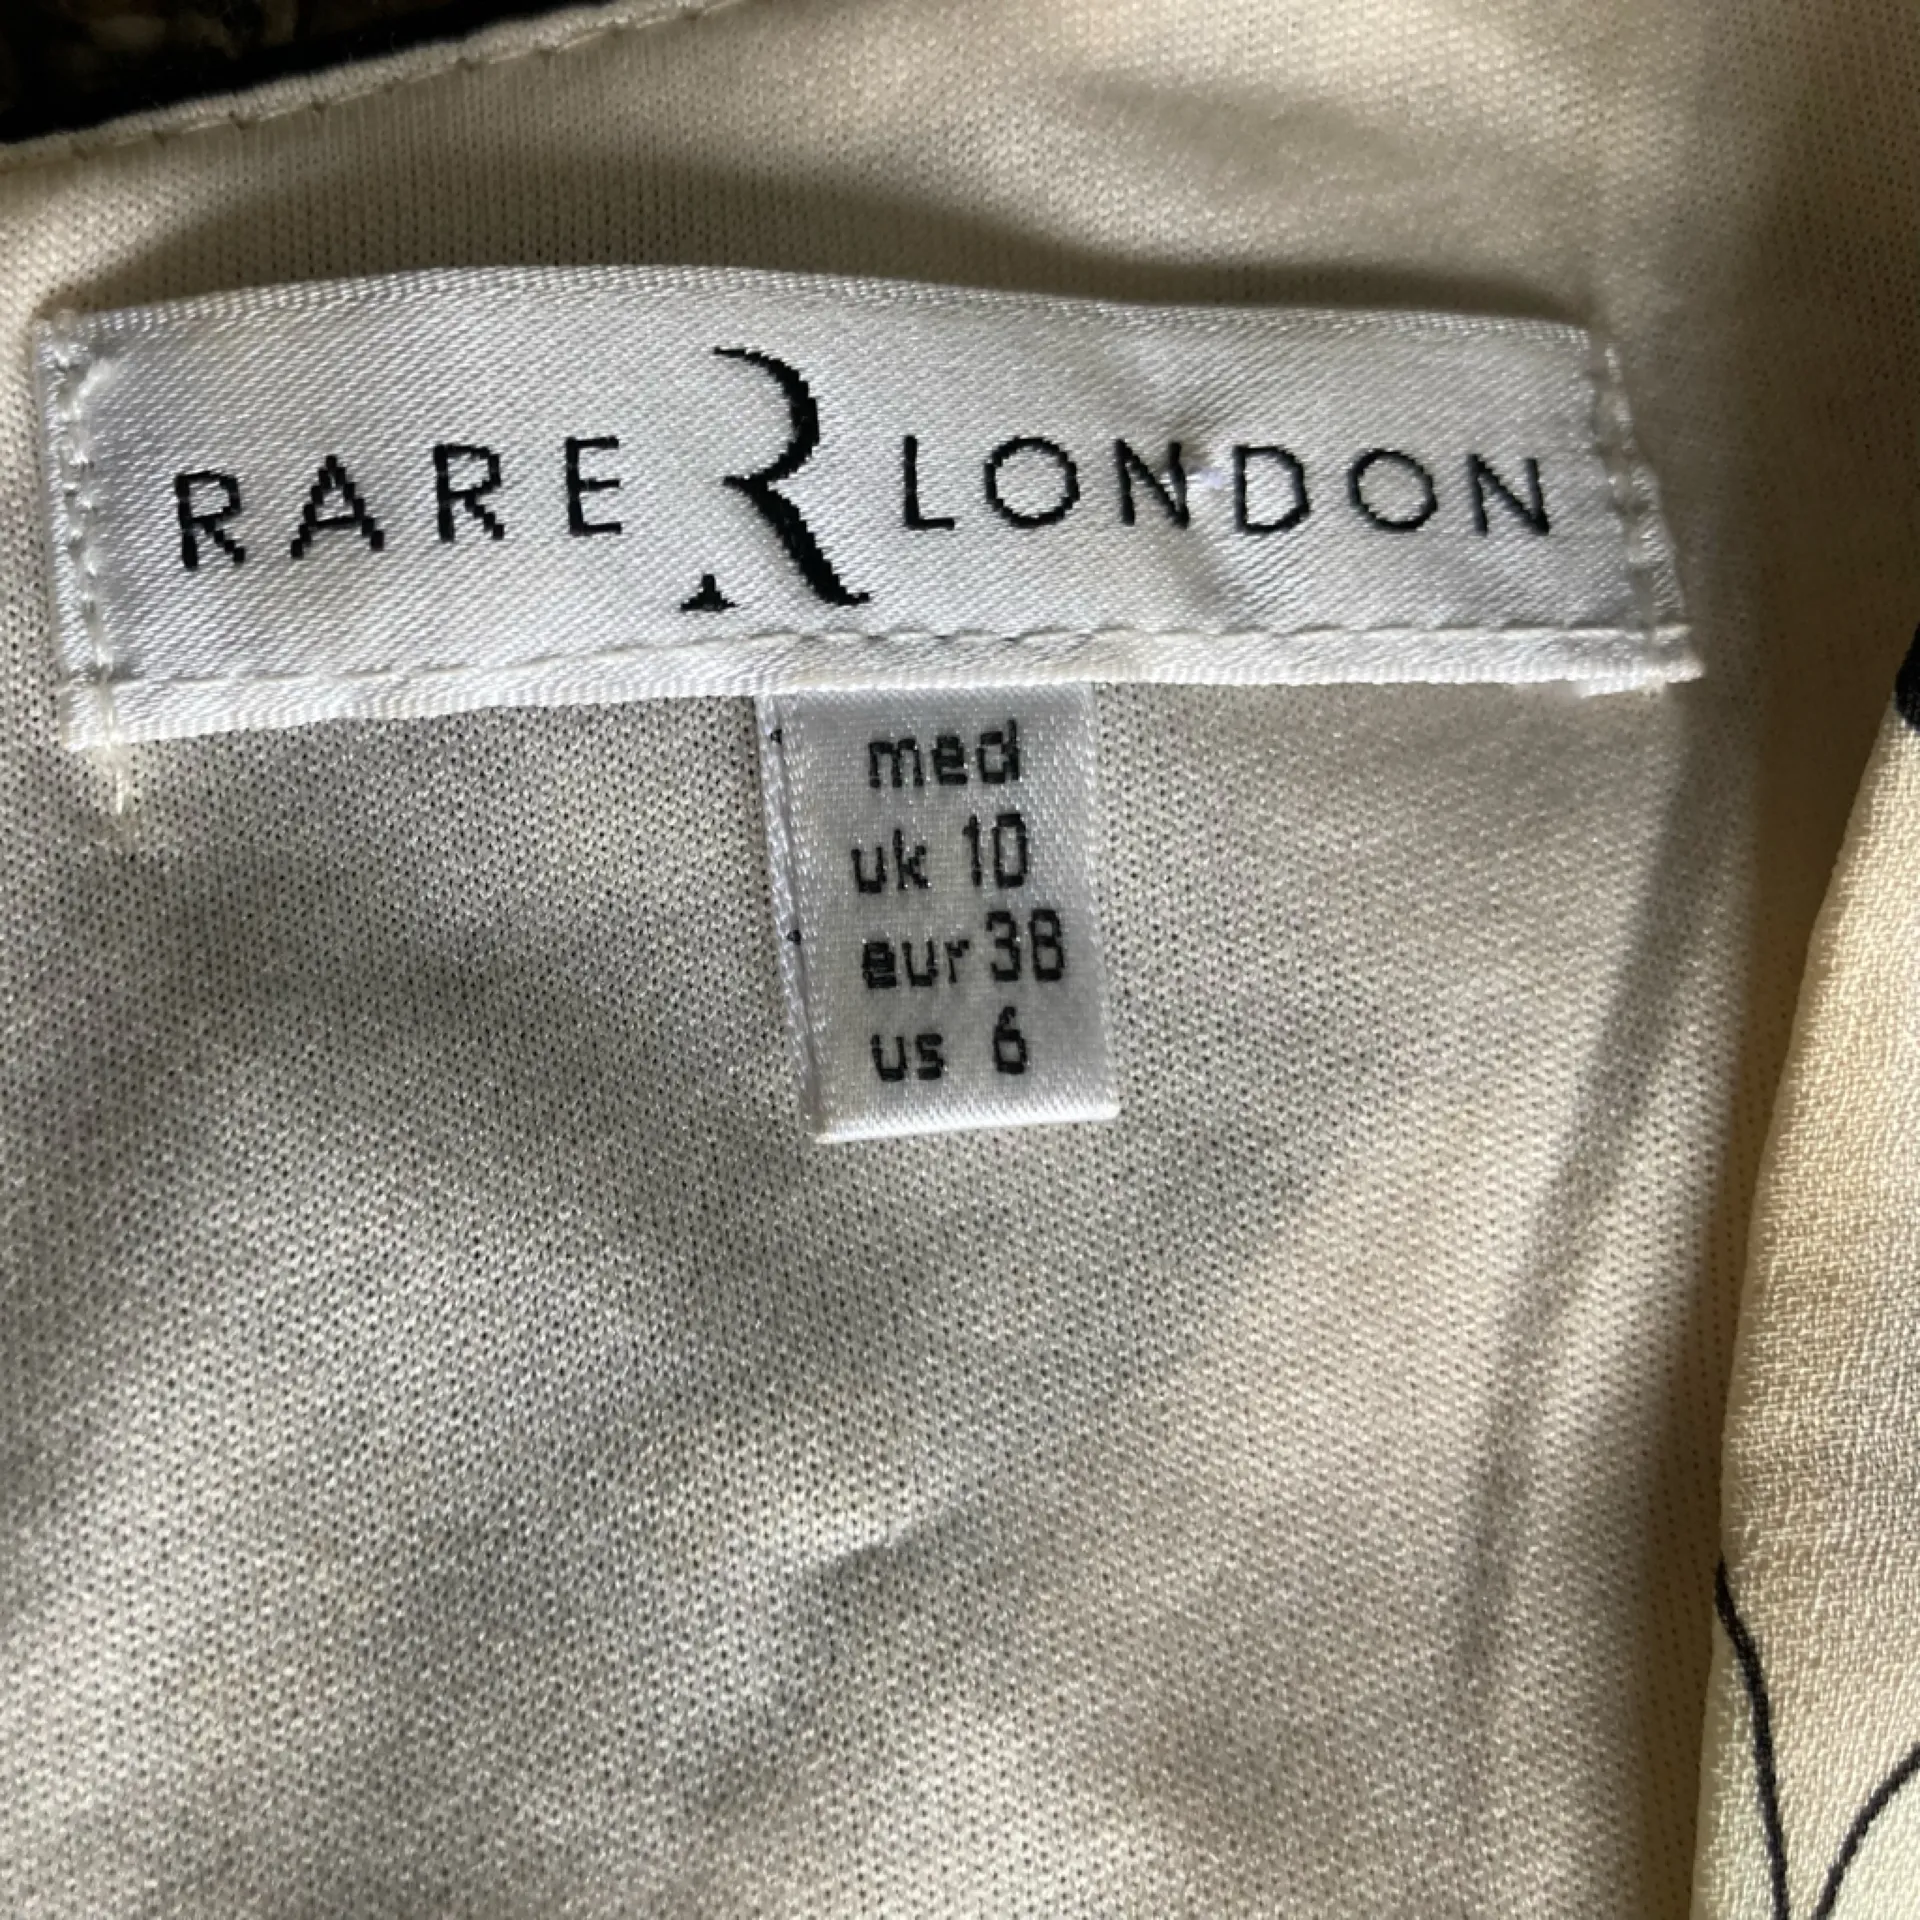 RARE R LONDON
med
uk 10
eur 38
us 6